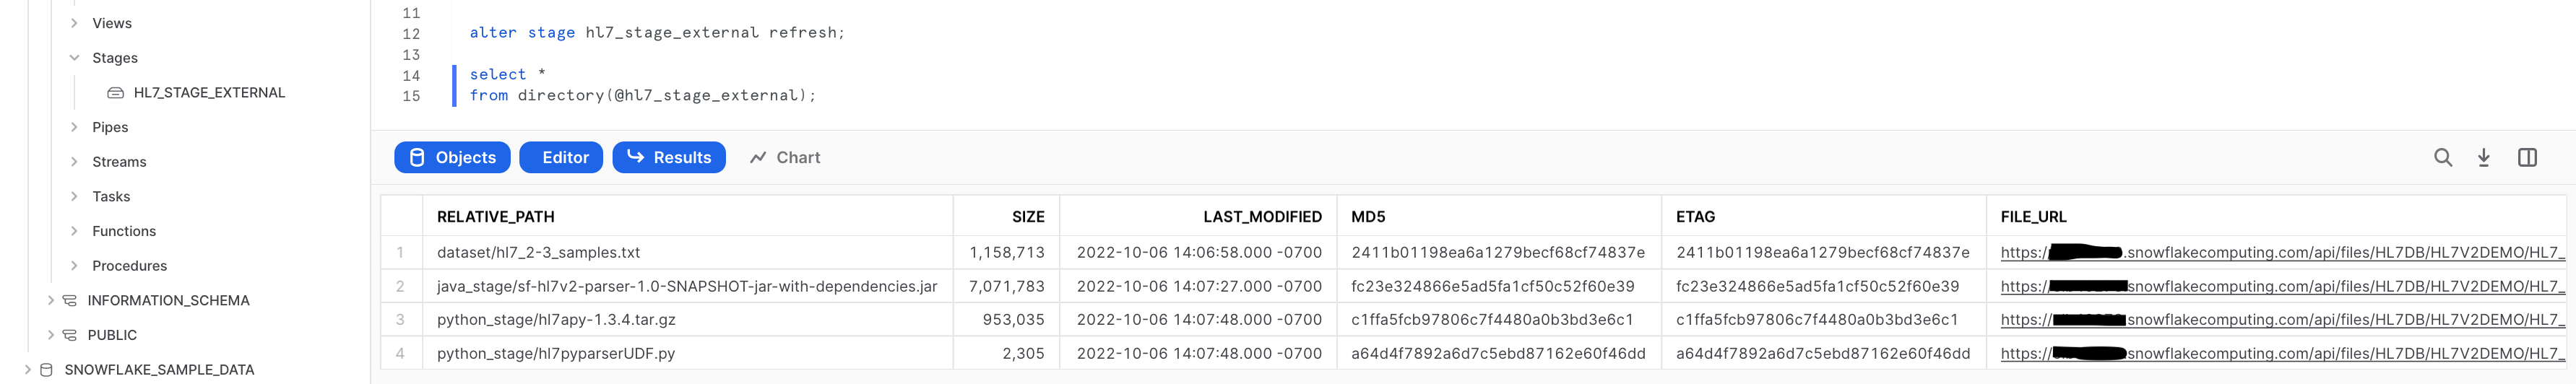 Views
Stages
HL7_STAGE_EXTERNAL
Pipes
Streams
Tasks
Functions
Procedures
INFORMATION_SCHEMA
PUBLIC
SNOWFLAKE_SAMPLE_DATA
11
12 alter stage hl7_stage_external refresh;
13
14 select *
15 from directory(@hl7_stage_external);
Objects Editor Results Chart
RELATIVE_PATH SIZE LAST_MODIFIED MD5 ETAG FILE_URL
1 dataset/hl7_2-3_samples.txt 1,158,713 2022-10-06 14:06:58.000 -0700 2411b01198ea6a1279becf68cf74837e 2411b01198ea6a1279becf68cf74837e https:/ .snowflakecomputing.com/api/files/HL7DB/HL7V2DEMO/HL7_
2 java_stage/sf-hl7v2-parser-1.0-SNAPSHOT-jar-with-dependencies.jar 7,071,783 2022-10-06 14:07:27.000 -0700 fc23e324866e5ad5fa1cf50c52f60e39 fc23e324866e5ad5fa1cf50c52f60e39 https:/ snowflakecomputing.com/api/files/HL7DB/HL7V2DEMO/HL7_
3 python_stage/hl7apy-1.3.4.tar.gz 953,035 2022-10-06 14:07:48.000 -0700 c1ffa5fcb97806c7f4480a0b3bd3e6c1 c1ffa5fcb97806c7f4480a0b3bd3e6c1 https:/ snowflakecomputing.com/api/files/HL7DB/HL7V2DEMO/HL7_
4 python_stage/hl7pyparserUDF.py 2,305 2022-10-06 14:07:48.000 -0700 a64d4f7892a6d7c5ebd87162e60f46dd a64d4f7892a6d7c5ebd87162e60f46dd https:/ snowflakecomputing.com/api/files/HL7DB/HL7V2DEMO/HL7_